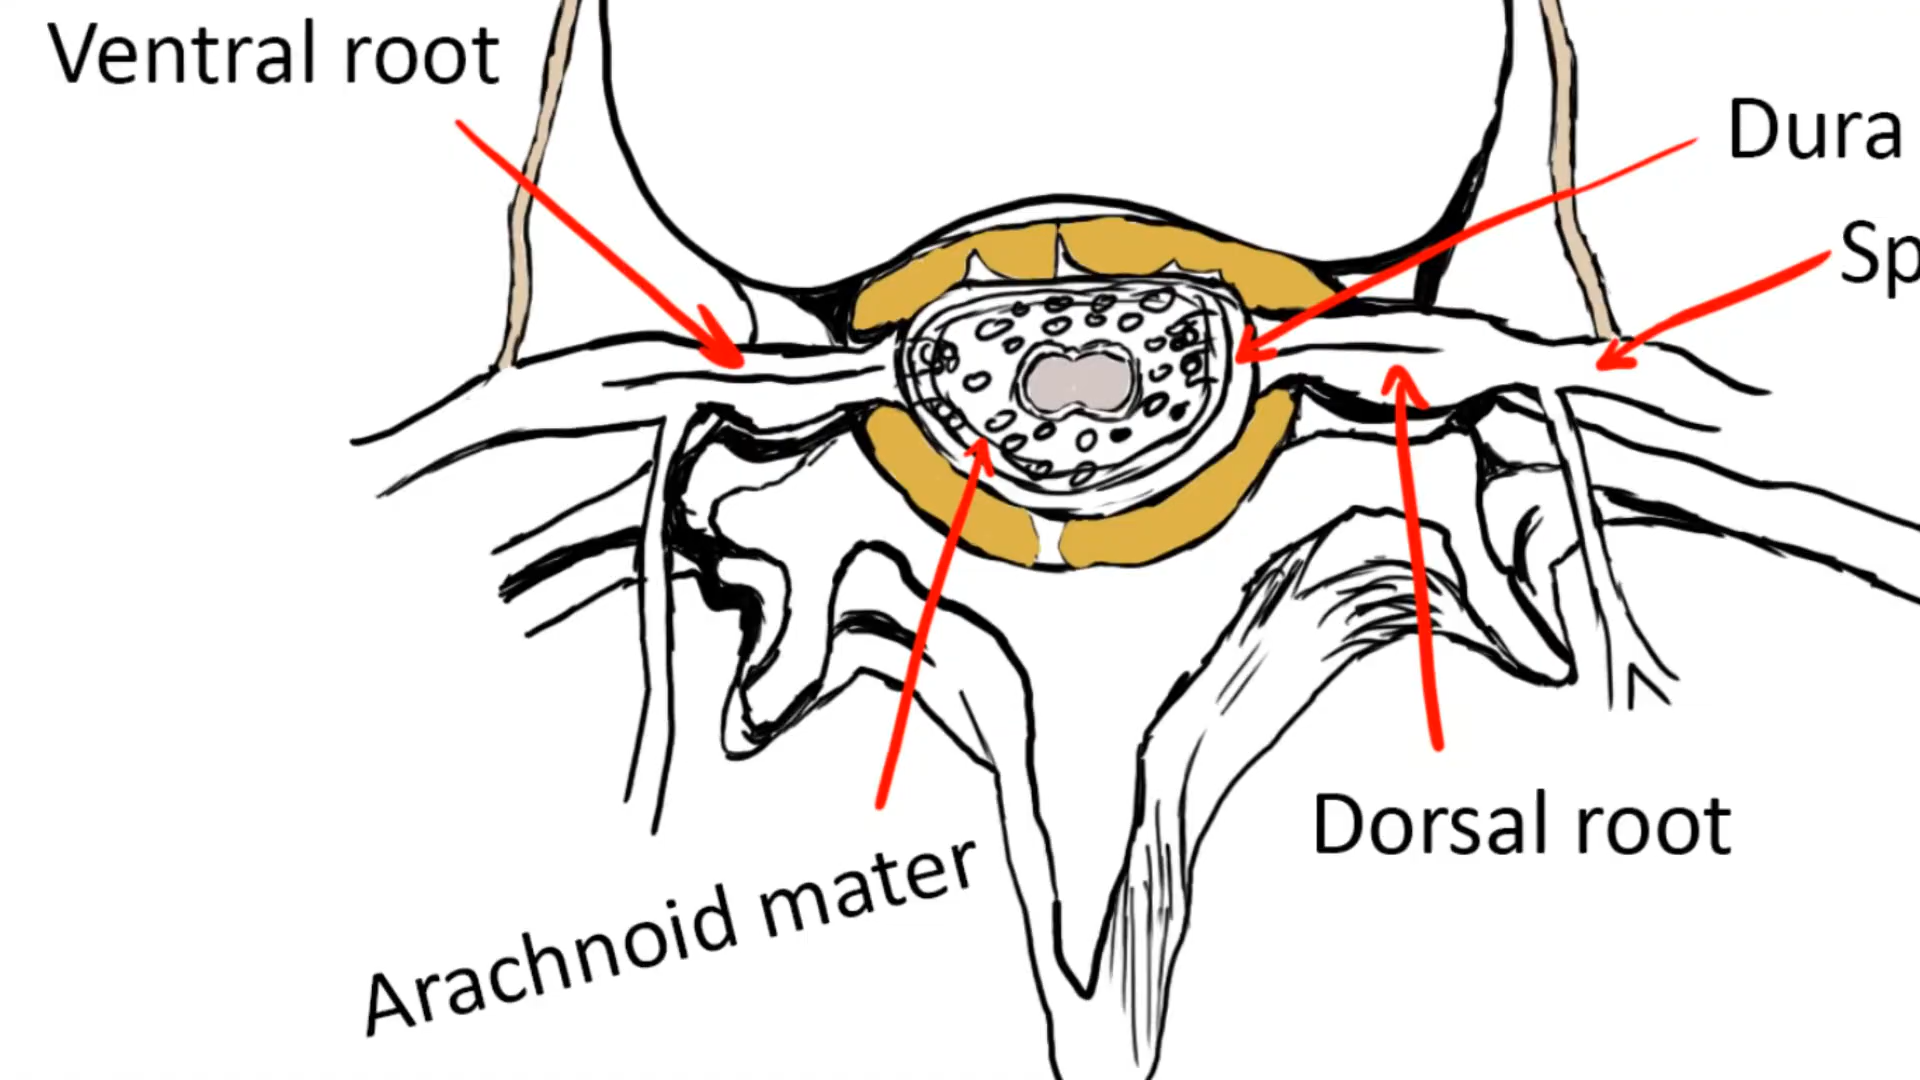 Ventral root
Dura
Sp
Dorsal root
Arachnoid mater